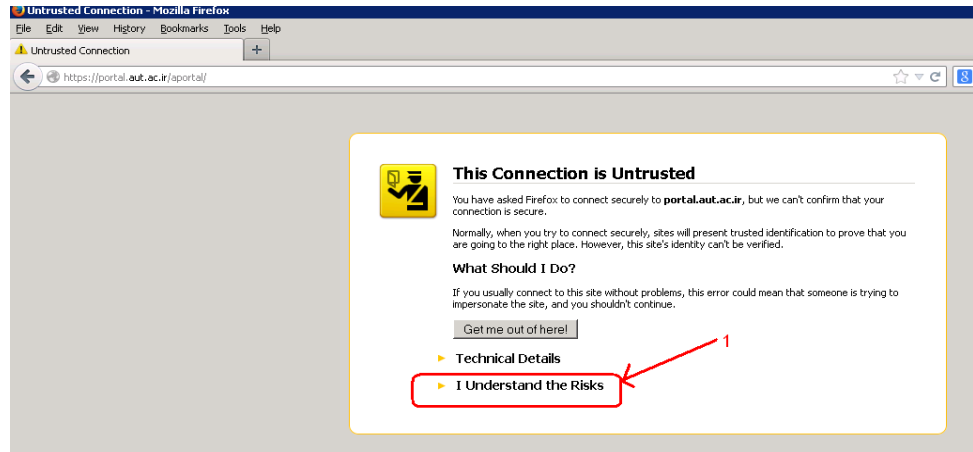 Untrusted Connection - Mozilla Firefox
File Edit View History Bookmarks Tools Help
Untrusted Connection +
https://portal.aut.ac.ir/aportal/ 8
This Connection is Untrusted
You have asked Firefox to connect securely to portal.aut.ac.ir, but we can't confirm that your
connection is secure.
Normally, when you try to connect securely, sites will present trusted identification to prove that you
are going to the right place. However, this site's identity can't be verified.
What Should I Do?
If you usually connect to this site without problems, this error could mean that someone is trying to
impersonate the site, and you shouldn't continue.
Get me out of here!
1
Technical Details
I Understand the Risks